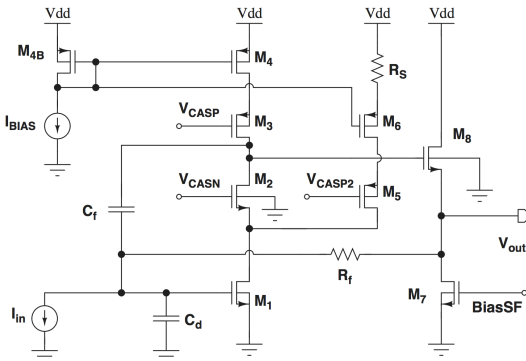 Vdd Vdd Vdd Vdd
M4B
M4
RS
VCASP
M3
M6
M8
IBIAS
VCASN
M2
VCASP2
M5
Cf
Vout
Rf
Iin
M1
M7
BiasSF
Cd